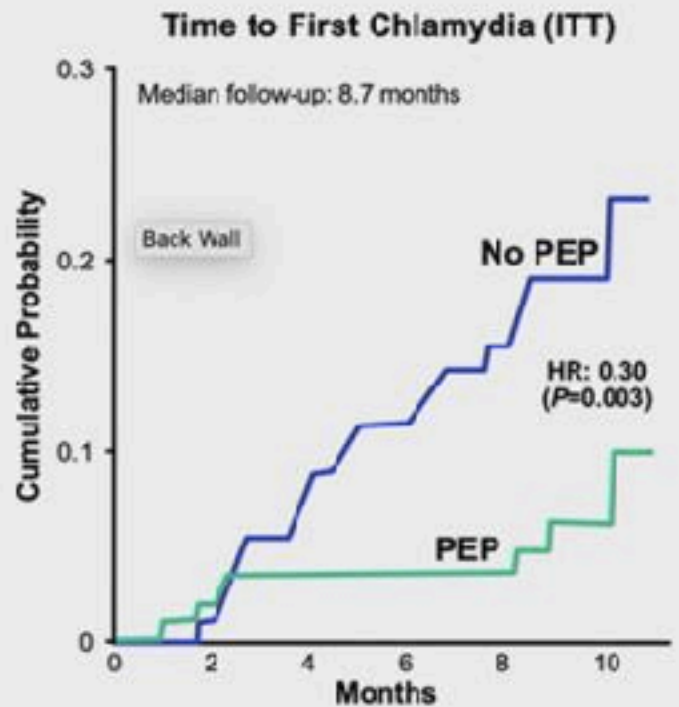 Time to First Chlamydia (ITT)
0.3
Median follow-up: 8.7 months
Cumulative Probability
Back Wall
0.2
No PEP
HR: 0.30
(P=0.003)
0.1
PEP
0
0 2 4 6 8 10
Months